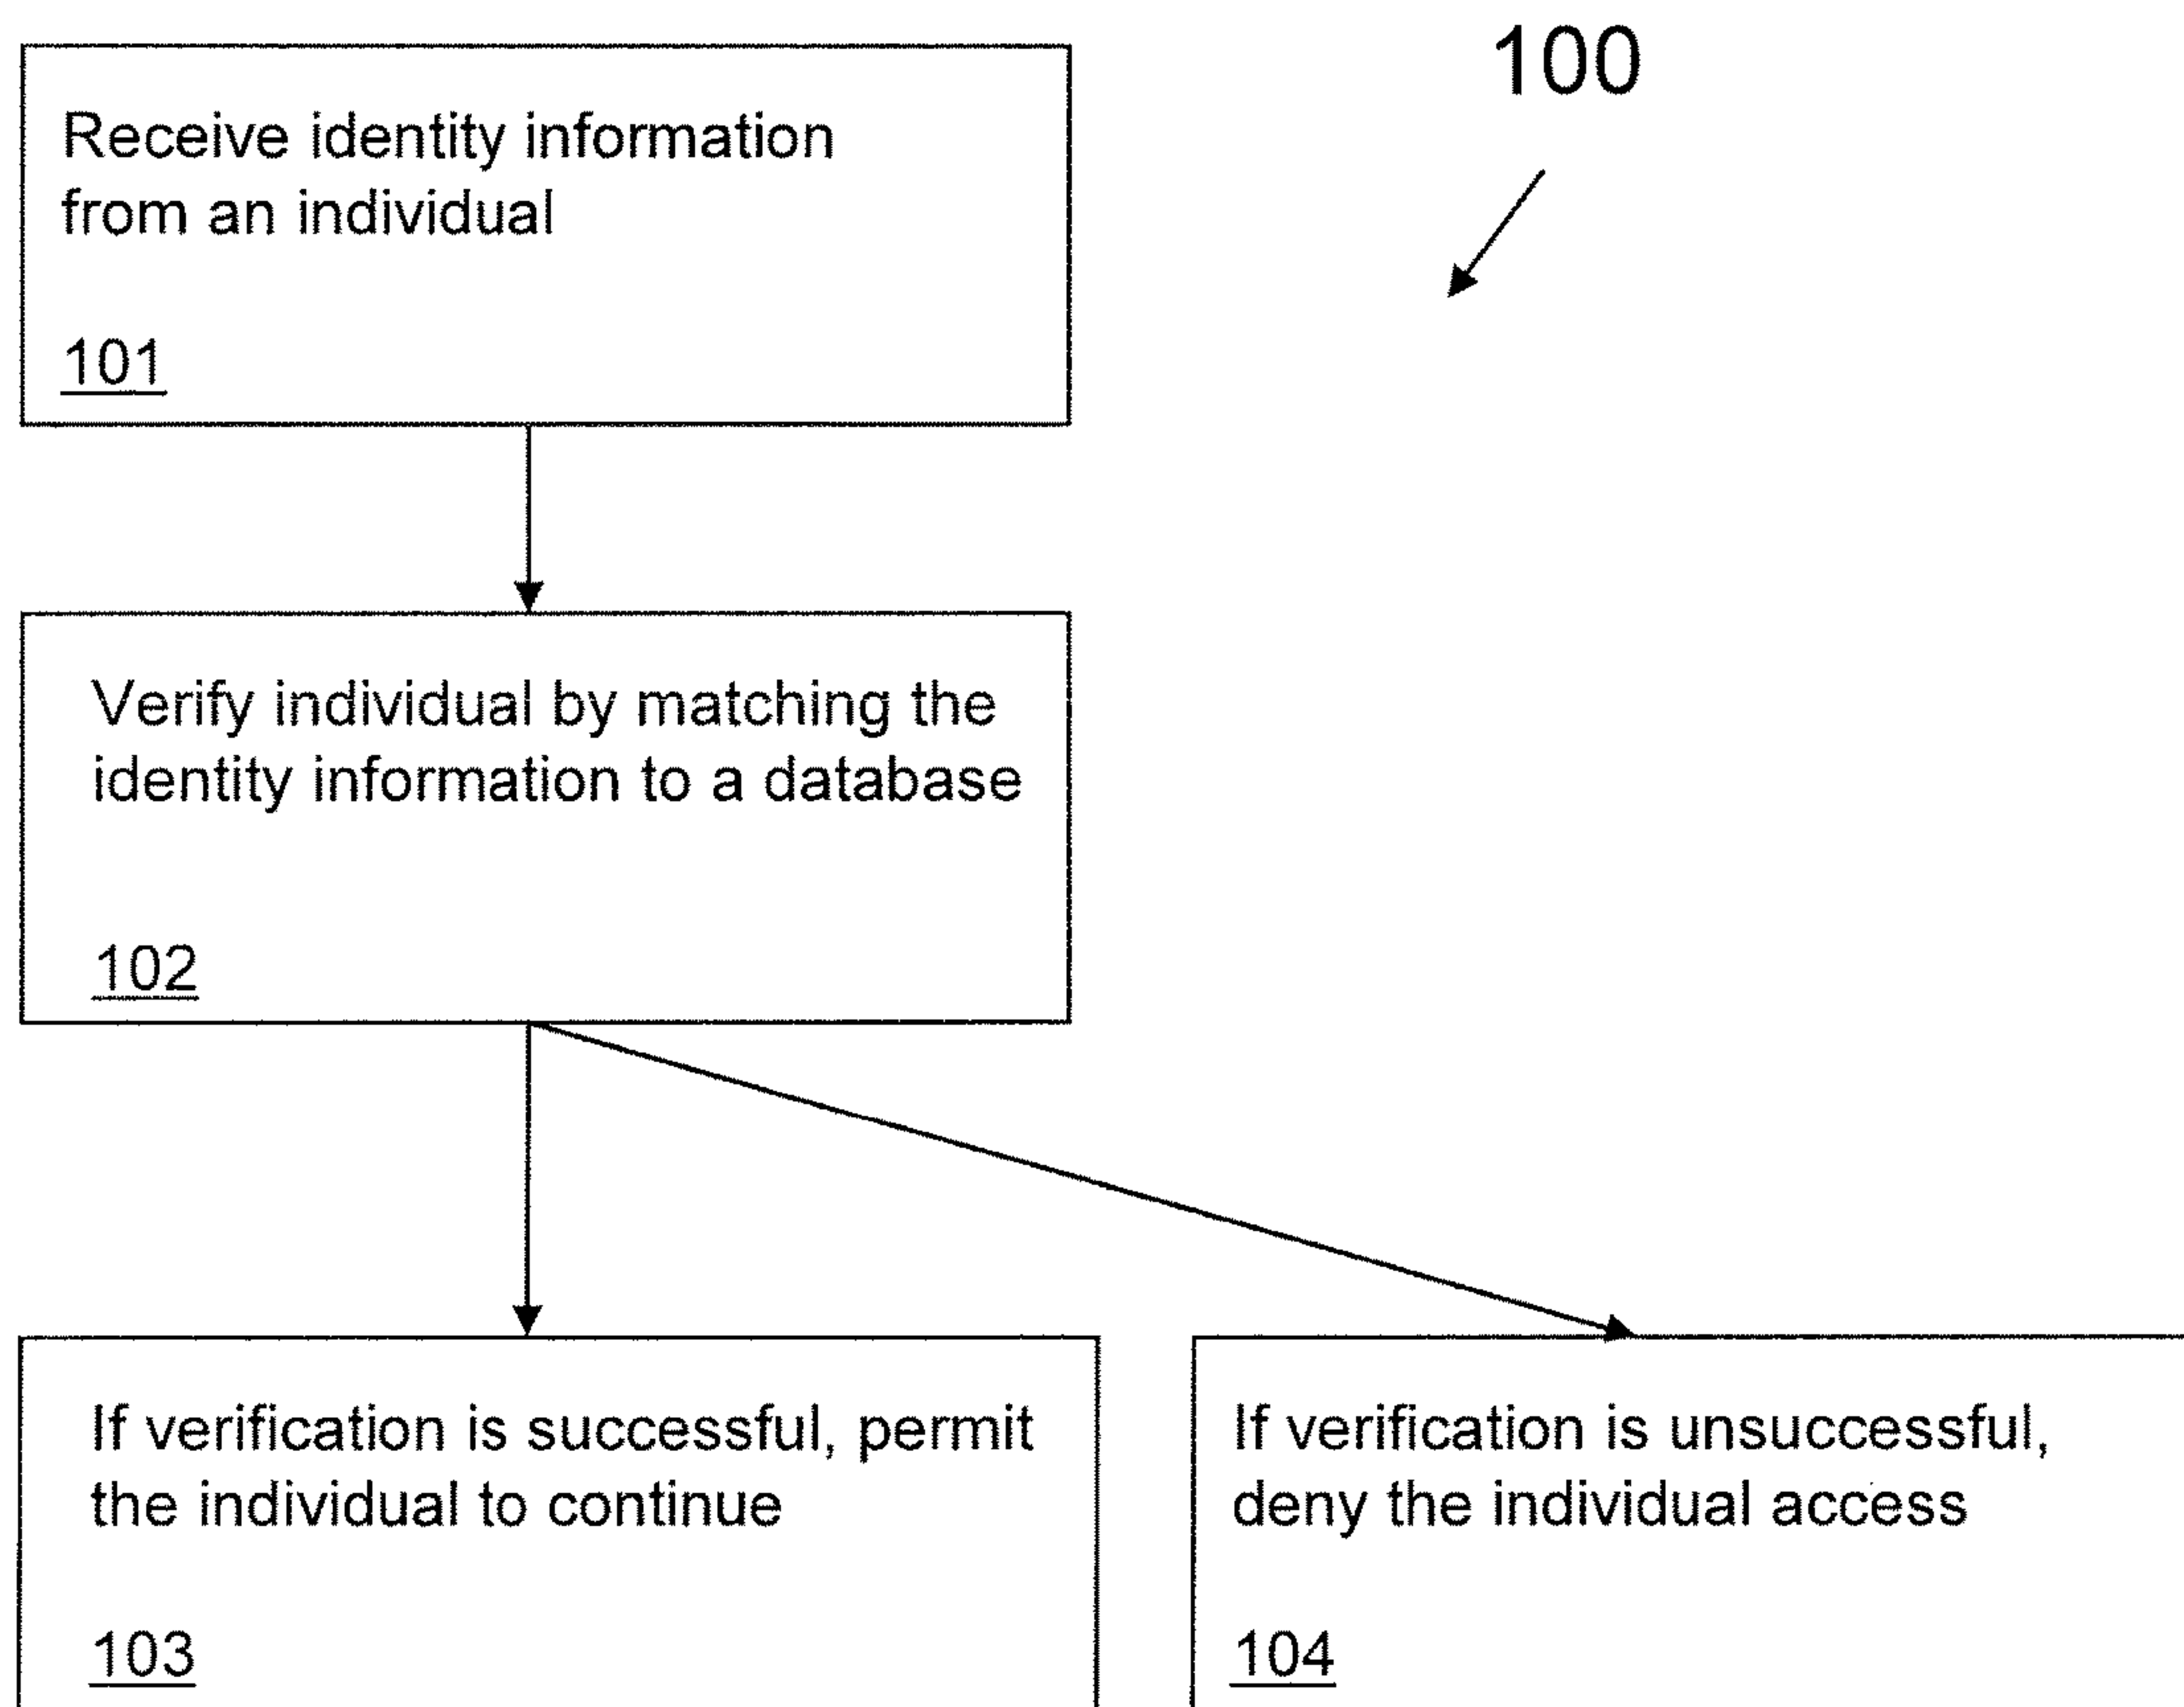 100
Receive identity information
from an individual
101
Verify individual by matching the
identity information to a database
102
If verification is successful, permit
the individual to continue
103
If verification is unsuccessful,
deny the individual access
104